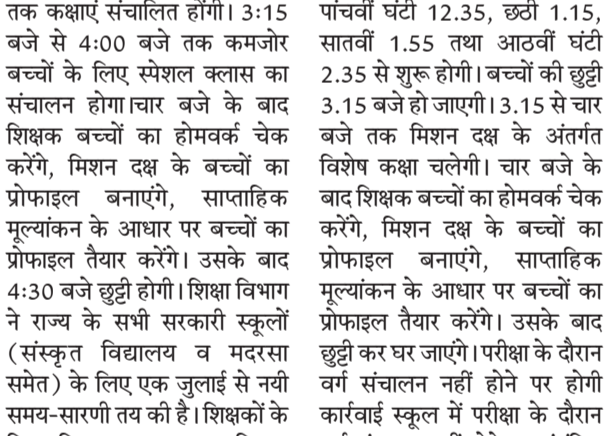 तक कक्षाएं संचालित होंगी। 3:15
बजे से 4:00 बजे तक कमजोर
बच्चों के लिए स्पेशल क्लास का
संचालन होगा।चार बजे के बाद
शिक्षक बच्चों का होमवर्क चेक
करेंगे, मिशन दक्ष के बच्चों का
प्रोफाइल बनाएंगे, साप्ताहिक
मूल्यांकन के आधार पर बच्चों का
प्रोफाइल तैयार करेंगे। उसके बाद
4:30 बजे छुट्टी होगी। शिक्षा विभाग
ने राज्य के सभी सरकारी स्कूलों
(संस्कृत विद्यालय व मदरसा
समेत) के लिए एक जुलाई से नयी
समय-सारणी तय की है। शिक्षकों के
पांचवीं घंटी 12.35, छठी 1.15,
सातवीं 1.55 तथा आठवीं घंटी
2.35 से शुरू होगी। बच्चों की छुट्टी
3.15 बजे हो जाएगी। 3.15 से चार
बजे तक मिशन दक्ष के अंतर्गत
विशेष कक्षा चलेगी। चार बजे के
बाद शिक्षक बच्चों का होमवर्क चेक
करेंगे, मिशन दक्ष के बच्चों का
प्रोफाइल बनाएंगे, साप्ताहिक
मूल्यांकन के आधार पर बच्चों का
प्रोफाइल तैयार करेंगे। उसके बाद
छुट्टी कर घर जाएंगे। परीक्षा के दौरान
वर्ग संचालन नहीं होने पर होगी
कार्रवाई स्कूल में परीक्षा के दौरान